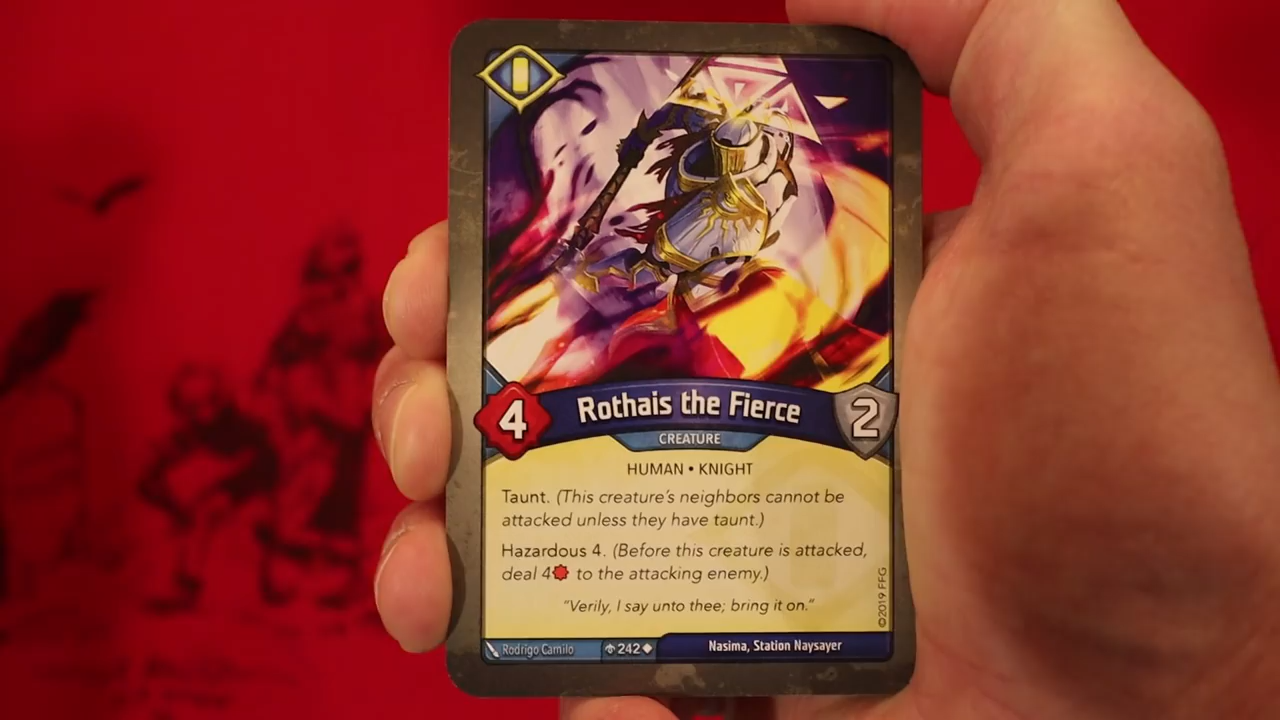 4
Rothais the Fierce
2
CREATURE
HUMAN • KNIGHT
Taunt. (This creature's neighbors cannot be
attacked unless they have taunt.)
Hazardous 4. (Before this creature is attacked,
deal 4 to the attacking enemy.)
"Verily, I say unto thee; bring it on."
©2019 FFG
Rodrigo Camilo
242
Nasima, Station Naysayer